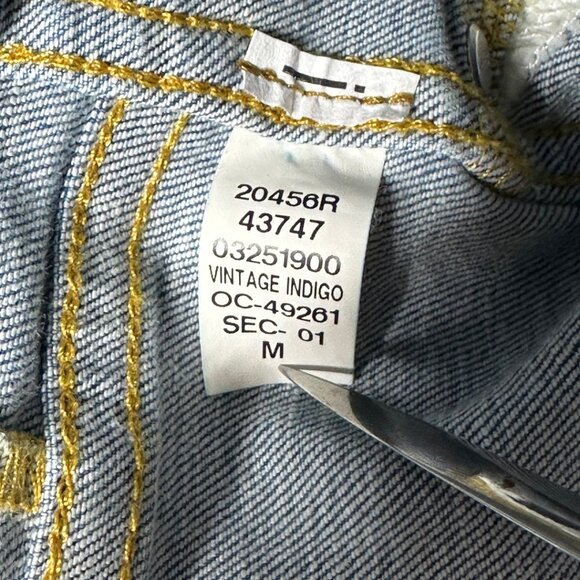 20456R
43747
03251900
VINTAGE INDIGO
OC-49261
SEC- 01
M